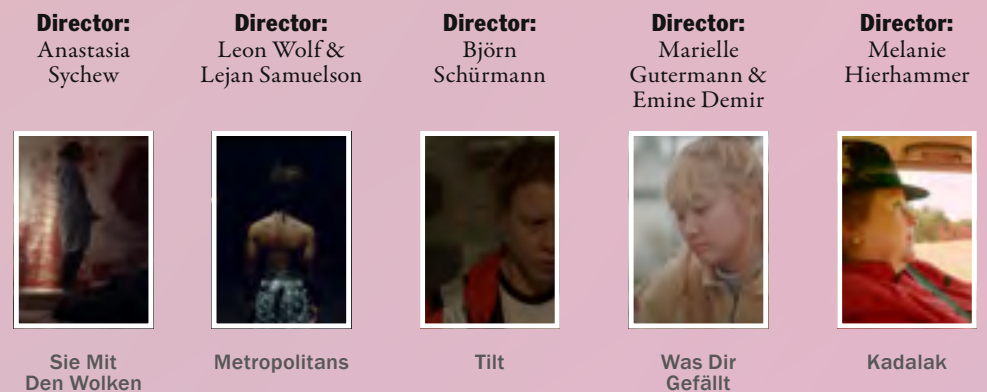 Director:
Anastasia
Sychew
Director:
Leon Wolf &
Lejan Samuelson
Director:
Björn
Schürmann
Director:
Marielle
Gutermann &
Emine Demir
Director:
Melanie
Hierhammer
Sie Mit
Den Wolken
Metropolitans
Tilt
Was Dir
Gefällt
Kadalak